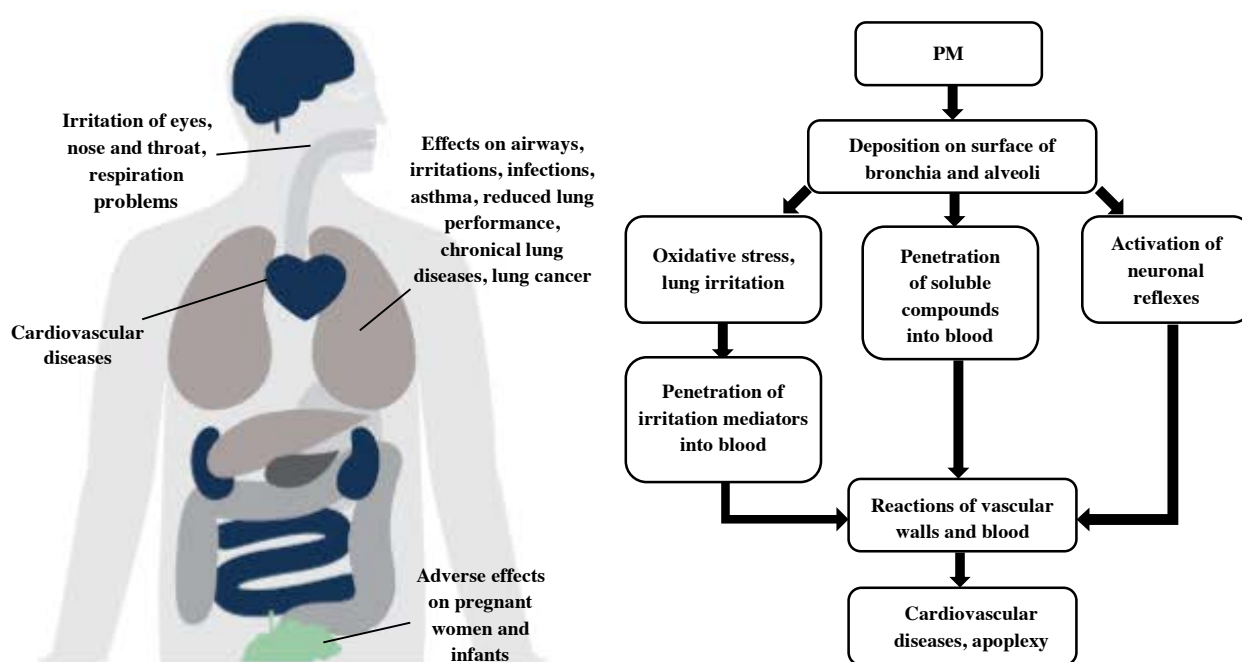 Irritation of eyes,
nose and throat,
respiration
problems
Effects on airways,
irritations, infections,
asthma, reduced lung
performance,
chronical lung
diseases, lung cancer
Cardiovascular
diseases
Adverse effects
on pregnant
women and
infants
PM
Deposition on surface of
bronchia and alveoli
Oxidative stress,
lung irritation
Penetration
of soluble
compounds
into blood
Activation of
neuronal
reflexes
Penetration of
irritation mediators
into blood
Reactions of vascular
walls and blood
Cardiovascular
diseases, apoplexy